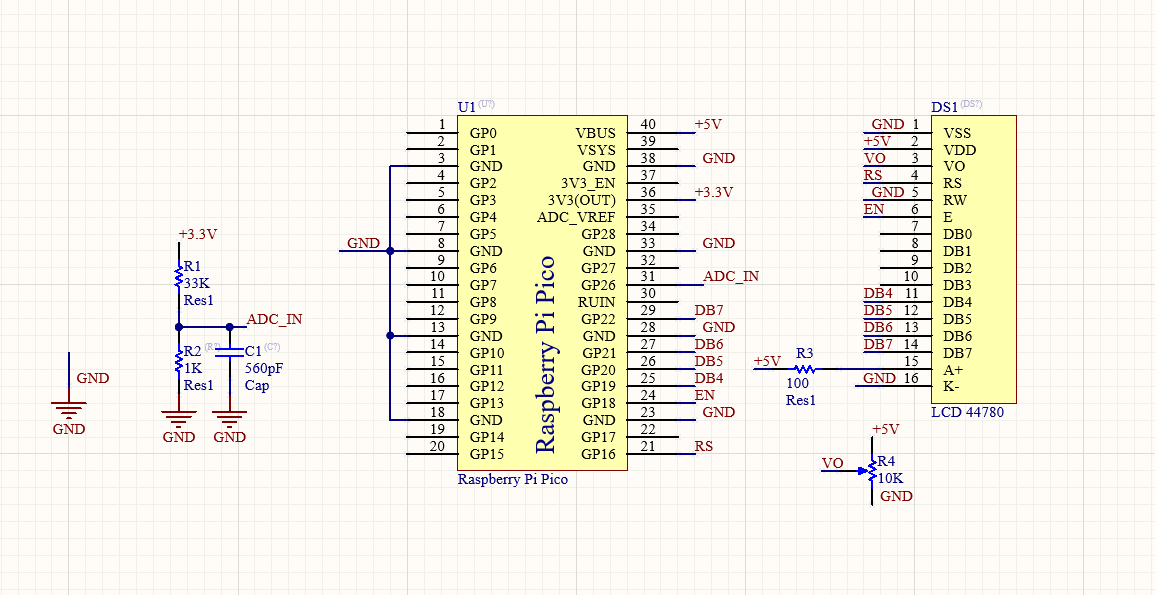 U1 (U?)
1 GP0 VBUS 40 +5V
2 GP1 VSYS 39
3 GND GND 38 GND
4 GP2 3V3_EN 37
5 GP3 3V3(OUT) 36 +3.3V
6 GP4 ADC_VREF 35
7 GP5 GP28 34
GND 8 GND GND 33 GND
9 GP6 GP27 32
10 GP7 GP26 31 ADC_IN
11 GP8 RUIN 30
12 GP9 GP22 29 DB7
13 GND GND 28 GND
14 GP10 GP21 27 DB6
15 GP11 GP20 26 DB5
16 GP12 GP19 25 DB4
17 GP13 GP18 24 EN
18 GND GND 23 GND
19 GP14 GP17 22
20 GP15 GP16 21 RS
Raspberry Pi Pico
Raspberry Pi Pico
DS1 (DS?)
GND 1 VSS
+5V 2 VDD
VO 3 VO
RS 4 RS
GND 5 RW
EN 6 E
7 DB0
8 DB1
9 DB2
10 DB3
DB4 11 DB4
DB5 12 DB5
DB6 13 DB6
DB7 14 DB7
15 A+
GND 16 K-
LCD 44780
+5V
R3
100
Res1
+5V
VO
R4
10K
GND
+3.3V
R1
33K
Res1
ADC_IN
R2 (R?)
1K
Res1
C1 (C?)
560pF
Cap
GND
GND
GND
GND